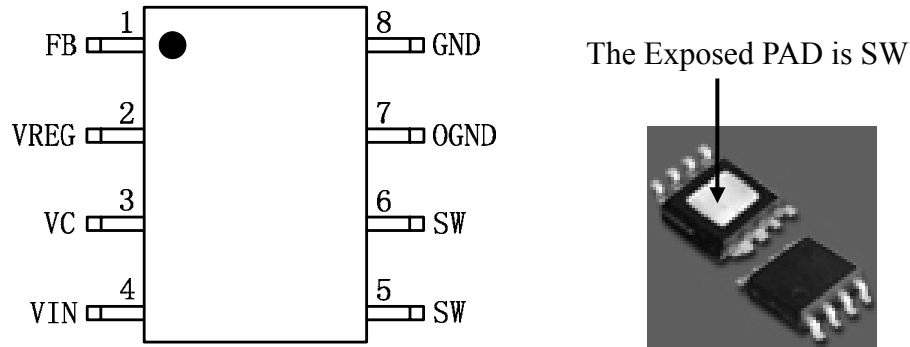 FB 1 8 GND
VREG 2 7 OGND
VC 3 6 SW
VIN 4 5 SW
The Exposed PAD is SW